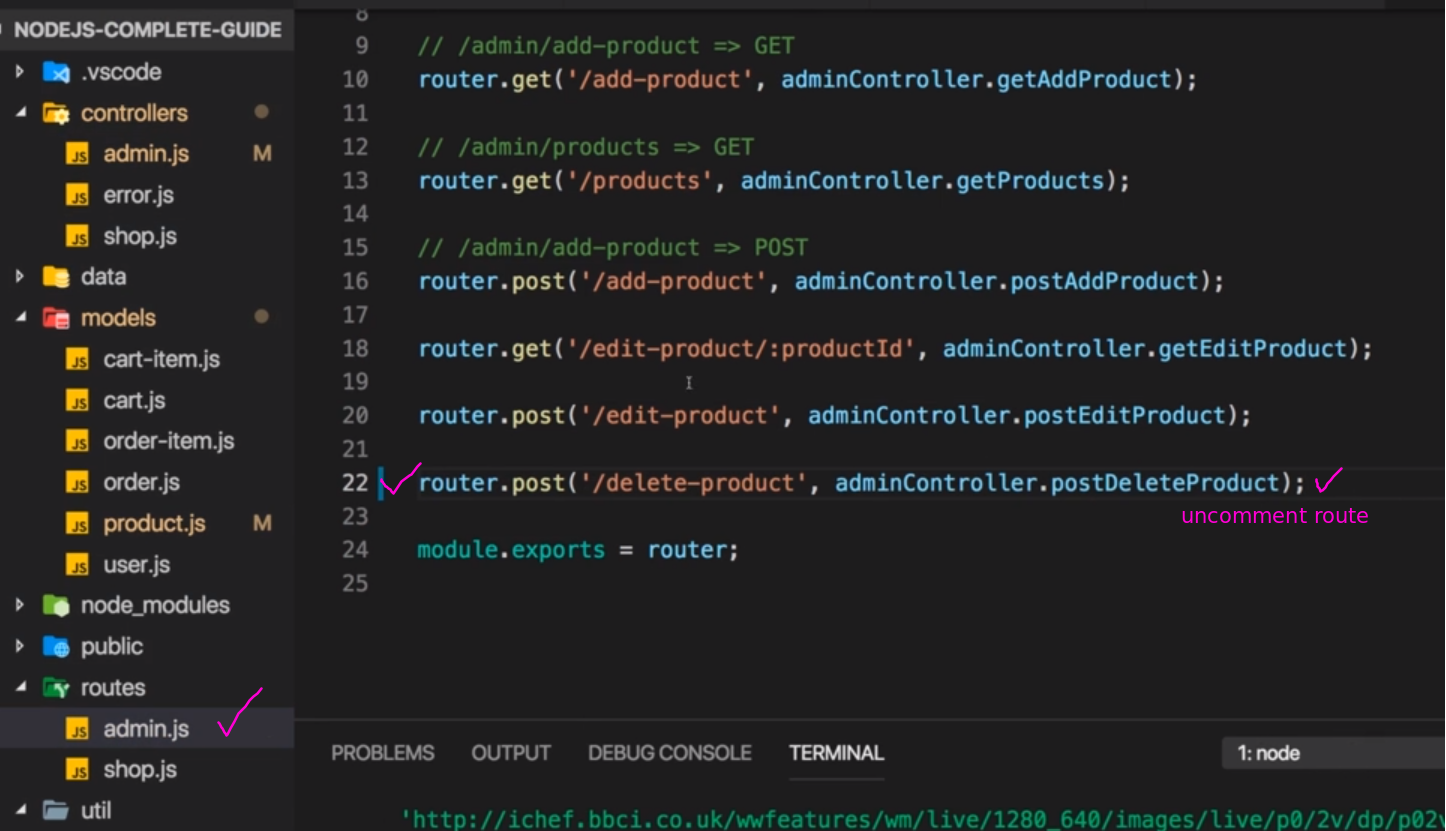 NODEJS-COMPLETE-GUIDE
.vscode
controllers
admin.js M
error.js
shop.js
data
models
cart-item.js
cart.js
order-item.js
order.js
product.js M
user.js
node_modules
public
routes
admin.js
shop.js
util
8
9 // /admin/add-product => GET
10 router.get('/add-product', adminController.getAddProduct);
11
12 // /admin/products => GET
13 router.get('/products', adminController.getProducts);
14
15 // /admin/add-product => POST
16 router.post('/add-product', adminController.postAddProduct);
17
18 router.get('/edit-product/:productId', adminController.getEditProduct);
19
20 router.post('/edit-product', adminController.postEditProduct);
21
22 router.post('/delete-product', adminController.postDeleteProduct);
23
uncomment route
24 module.exports = router;
25
PROBLEMS OUTPUT DEBUG CONSOLE TERMINAL 1: node
'http://ichef.bbci.co.uk/wwfeatures/wm/live/1280_640/images/live/p0/2v/dp/p02v